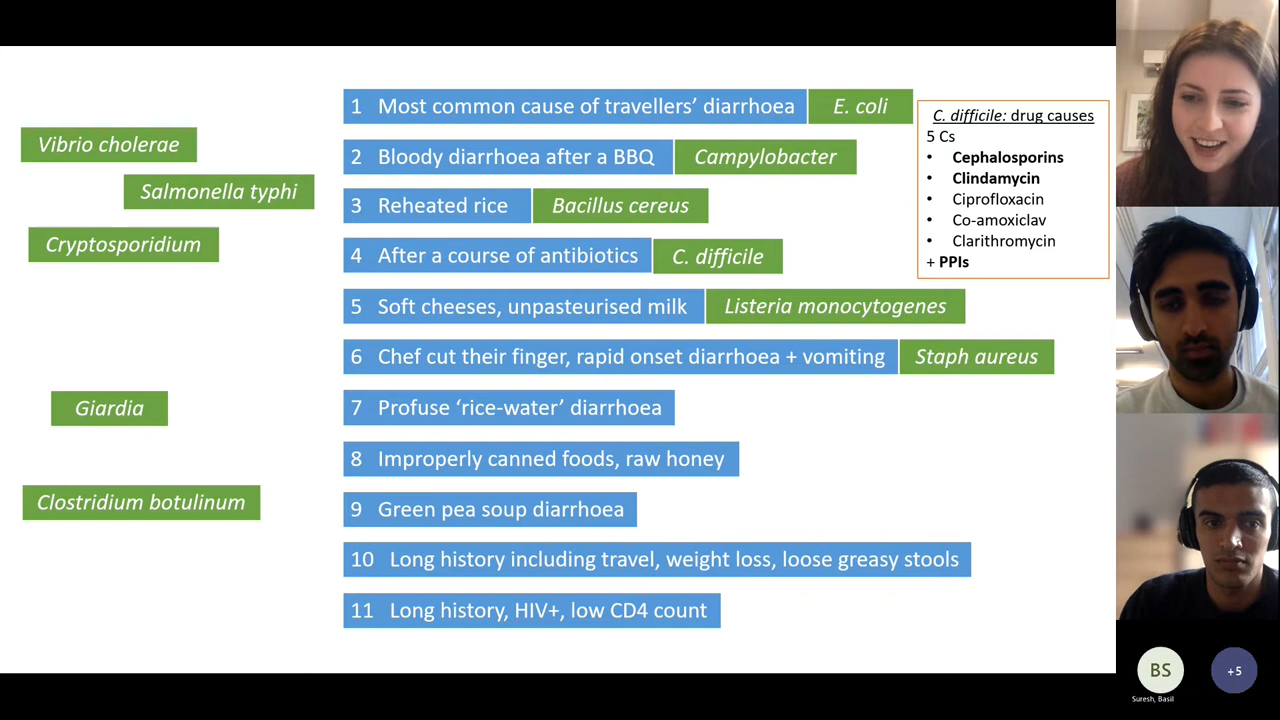 1 Most common cause of travellers’ diarrhoea
E. coli
2 Bloody diarrhoea after a BBQ
Campylobacter
3 Reheated rice
Bacillus cereus
4 After a course of antibiotics
C. difficile
5 Soft cheeses, unpasteurised milk
Listeria monocytogenes
6 Chef cut their finger, rapid onset diarrhoea + vomiting
Staph aureus
7 Profuse ‘rice-water’ diarrhoea
8 Improperly canned foods, raw honey
9 Green pea soup diarrhoea
10 Long history including travel, weight loss, loose greasy stools
11 Long history, HIV+, low CD4 count
Vibrio cholerae
Salmonella typhi
Cryptosporidium
Giardia
Clostridium botulinum
C. difficile: drug causes
5 Cs
• Cephalosporins
• Clindamycin
• Ciprofloxacin
• Co-amoxiclav
• Clarithromycin
+ PPIs
BS
Suresh, Basil
+5